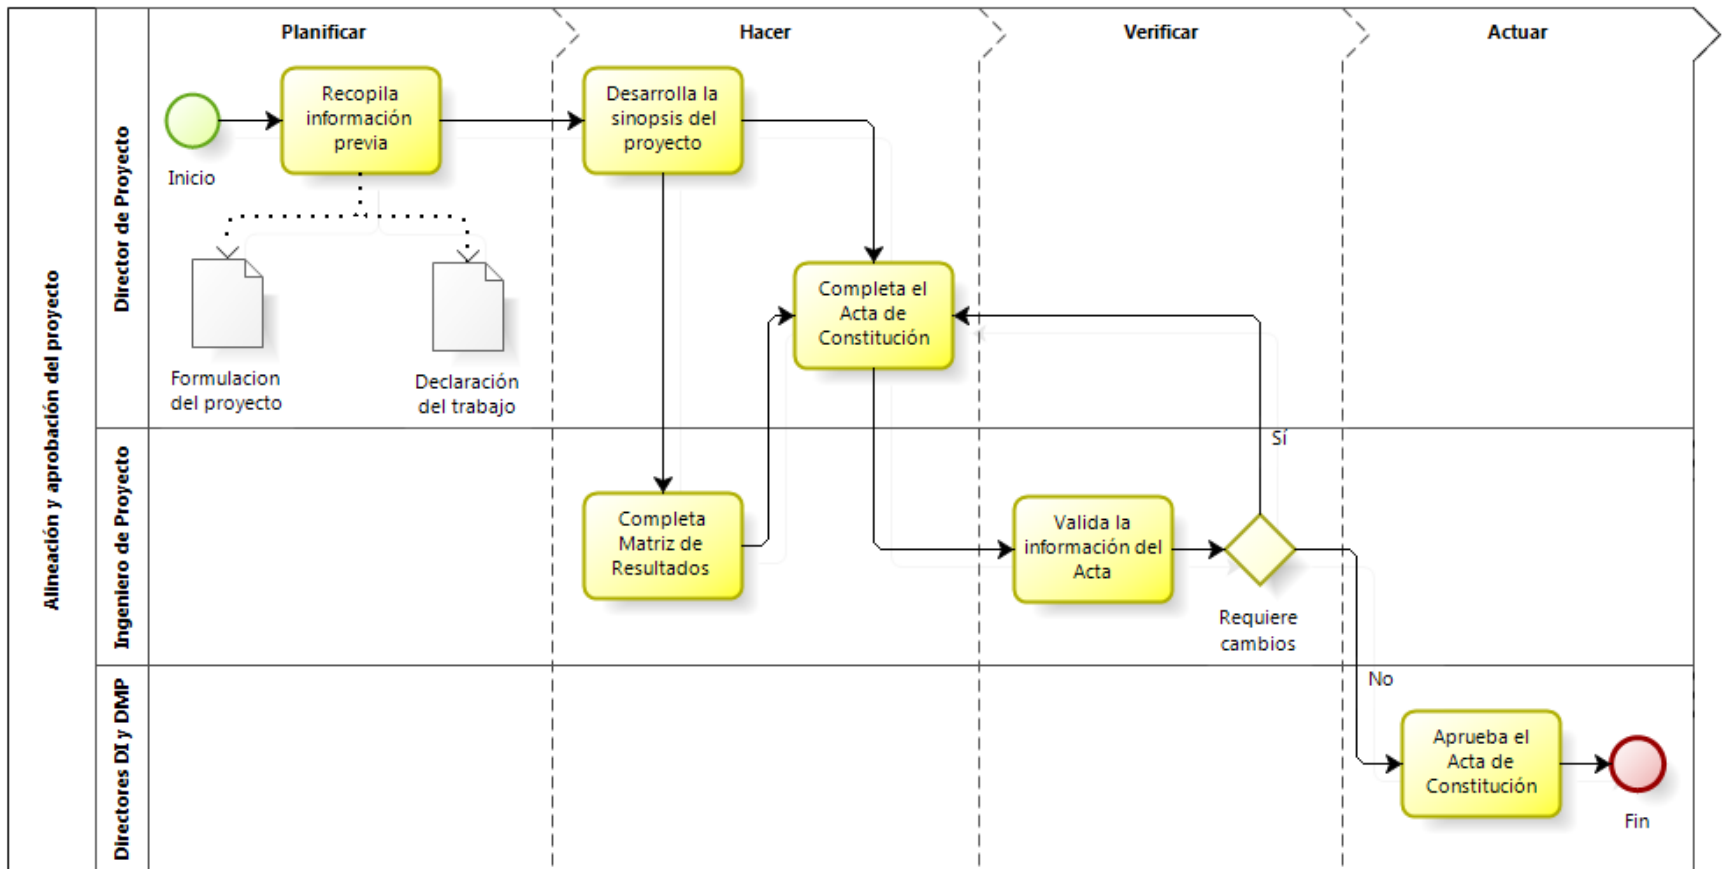 Planificar
Hacer
Verificar
Actuar
Alineación y aprobación del proyecto
Director de Proyecto
Inicio
Recopila
información
previa
Formulacion
del proyecto
Declaración
del trabajo
Desarrolla la
sinopsis del
proyecto
Completa el
Acta de
Constitución
Ingeniero de Proyecto
Completa
Matriz de
Resultados
Valida la
información del
Acta
Sí
Requiere
cambios
No
Directores DI y DMP
Aprueba el
Acta de
Constitución
Fin